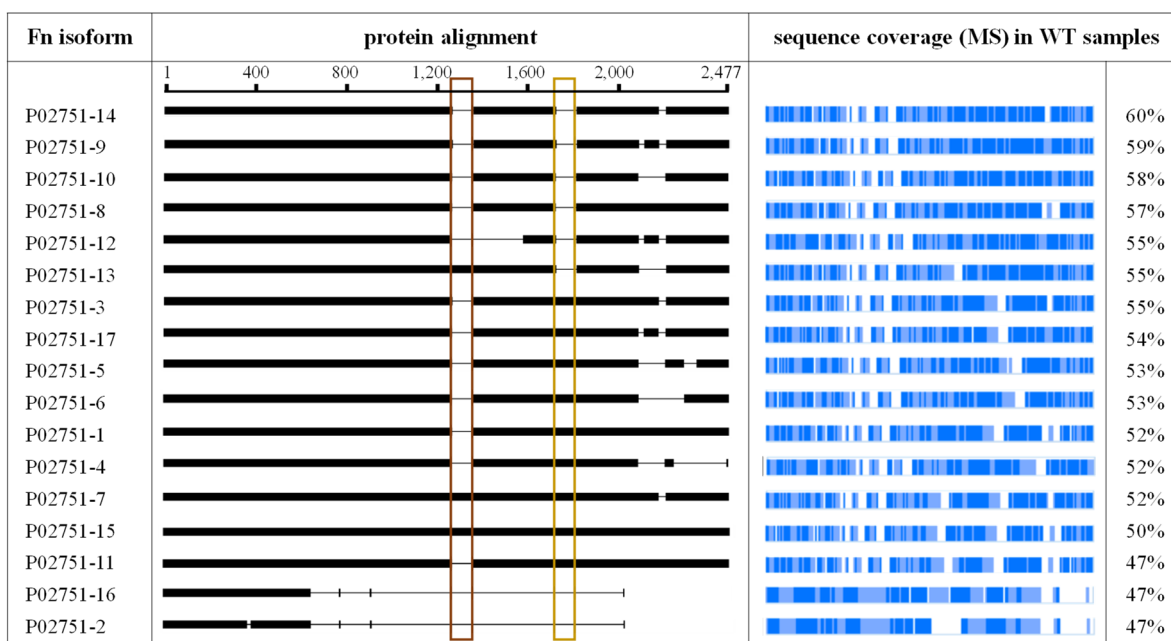 Fn isoform protein alignment sequence coverage (MS) in WT samples
1 400 800 1,200 1,600 2,000 2,477
P02751-14 60%
P02751-9 59%
P02751-10 58%
P02751-8 57%
P02751-12 55%
P02751-13 55%
P02751-3 55%
P02751-17 54%
P02751-5 53%
P02751-6 53%
P02751-1 52%
P02751-4 52%
P02751-7 52%
P02751-15 50%
P02751-11 47%
P02751-16 47%
P02751-2 47%